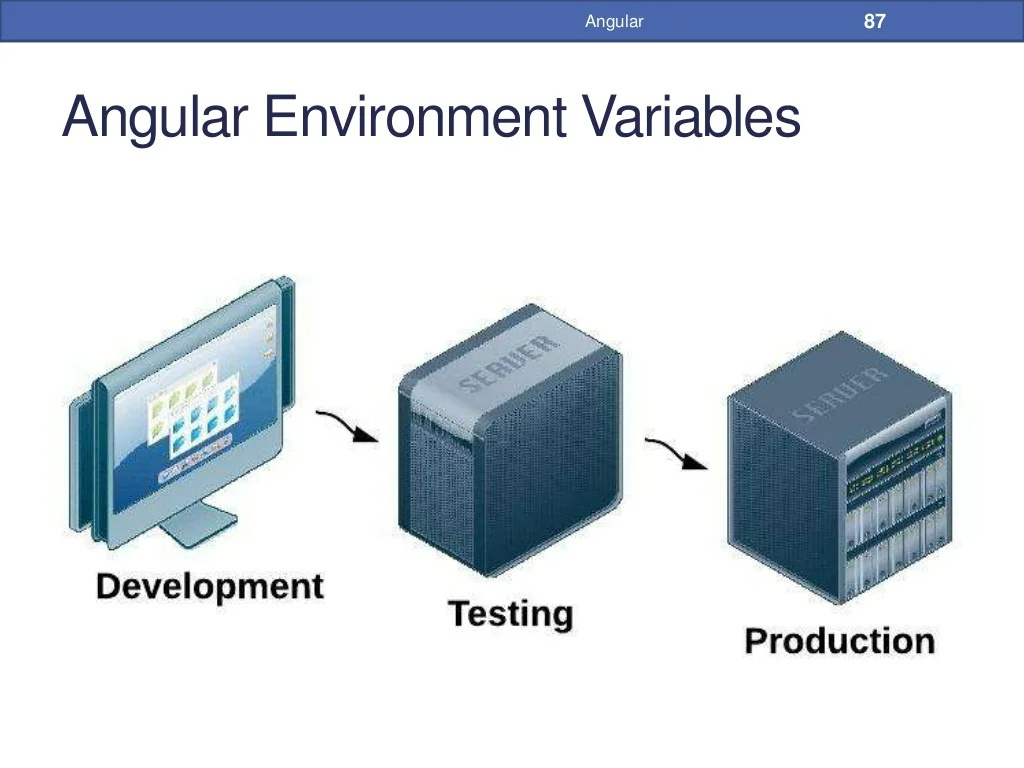 Angular 87
Angular Environment Variables
SERVER
SERVER
Development
Testing
Production